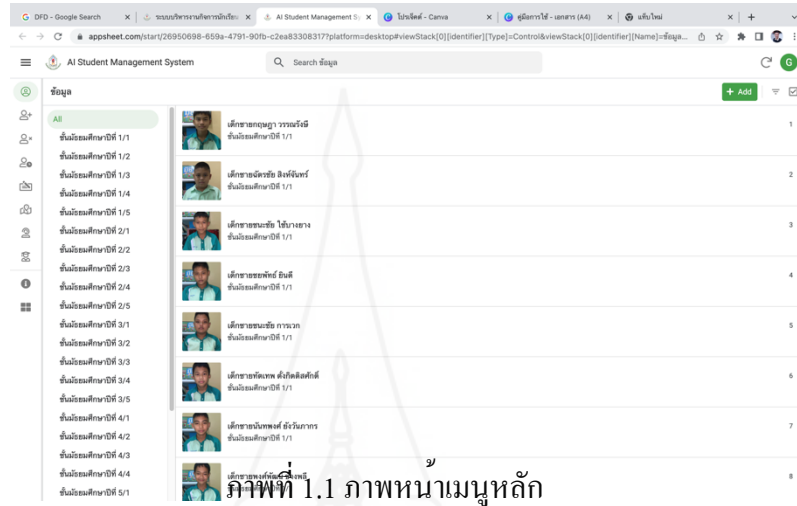 DFD - Google Search
ระบบบริหารงานกิจการนักเรียน
AI Student Management Sy
โปรเจ็คต์ - Canva
คู่มือการใช้ - เอกสาร (A4)
แท็บใหม่
appsheet.com/start/26950698-659a-4791-90fb-c2ea83308317?platform=desktop#viewStack[0][identifier][Type]=Control&viewStack[0][identifier][Name]=ข้อมูล...
AI Student Management System
Search ข้อมูล
G
ข้อมูล
+ Add
All
ชั้นมัธยมศึกษาปีที่ 1/1
ชั้นมัธยมศึกษาปีที่ 1/2
ชั้นมัธยมศึกษาปีที่ 1/3
ชั้นมัธยมศึกษาปีที่ 1/4
ชั้นมัธยมศึกษาปีที่ 1/5
ชั้นมัธยมศึกษาปีที่ 2/1
ชั้นมัธยมศึกษาปีที่ 2/2
ชั้นมัธยมศึกษาปีที่ 2/3
ชั้นมัธยมศึกษาปีที่ 2/4
ชั้นมัธยมศึกษาปีที่ 2/5
ชั้นมัธยมศึกษาปีที่ 3/1
ชั้นมัธยมศึกษาปีที่ 3/2
ชั้นมัธยมศึกษาปีที่ 3/3
ชั้นมัธยมศึกษาปีที่ 3/4
ชั้นมัธยมศึกษาปีที่ 3/5
ชั้นมัธยมศึกษาปีที่ 4/1
ชั้นมัธยมศึกษาปีที่ 4/2
ชั้นมัธยมศึกษาปีที่ 4/3
ชั้นมัธยมศึกษาปีที่ 4/4
ชั้นมัธยมศึกษาปีที่ 5/1
เด็กชายกฤษฎา วรรณรังษี 1
ชั้นมัธยมศึกษาปีที่ 1/1
เด็กชายฉัตรชัย สิงห์จันทร์ 2
ชั้นมัธยมศึกษาปีที่ 1/1
เด็กชายชนะชัย ใช้บางยาง 3
ชั้นมัธยมศึกษาปีที่ 1/1
เด็กชายชยพัทธ์ ยินดี 4
ชั้นมัธยมศึกษาปีที่ 1/1
เด็กชายชนะชัย การเวก 5
ชั้นมัธยมศึกษาปีที่ 1/1
เด็กชายทัดเทพ ตั้งกิตติสศักดิ์ 6
ชั้นมัธยมศึกษาปีที่ 1/1
เด็กชายนันทพงศ์ ยังวันภากร 7
ชั้นมัธยมศึกษาปีที่ 1/1
8
ภาพที่ 1.1 ภาพหน้าเมนูหลัก